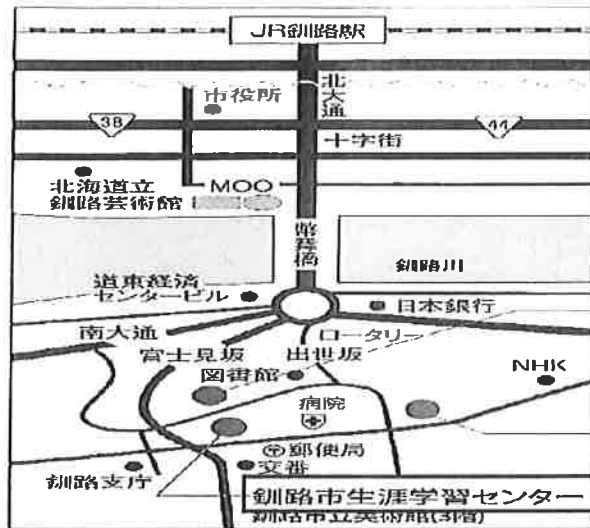 JR釧路駅
北大通
市役所
38
44
十字街
北海道立
釧路芸術館
MOO
幣舞橋
釧路川
道東経済
センタービル
日本銀行
南大通
ロータリー
富士見坂
出世坂
図書館
NHK
病院
〒郵便局
交番
釧路支庁
釧路市生涯学習センター
釧路市立美術館(3階)